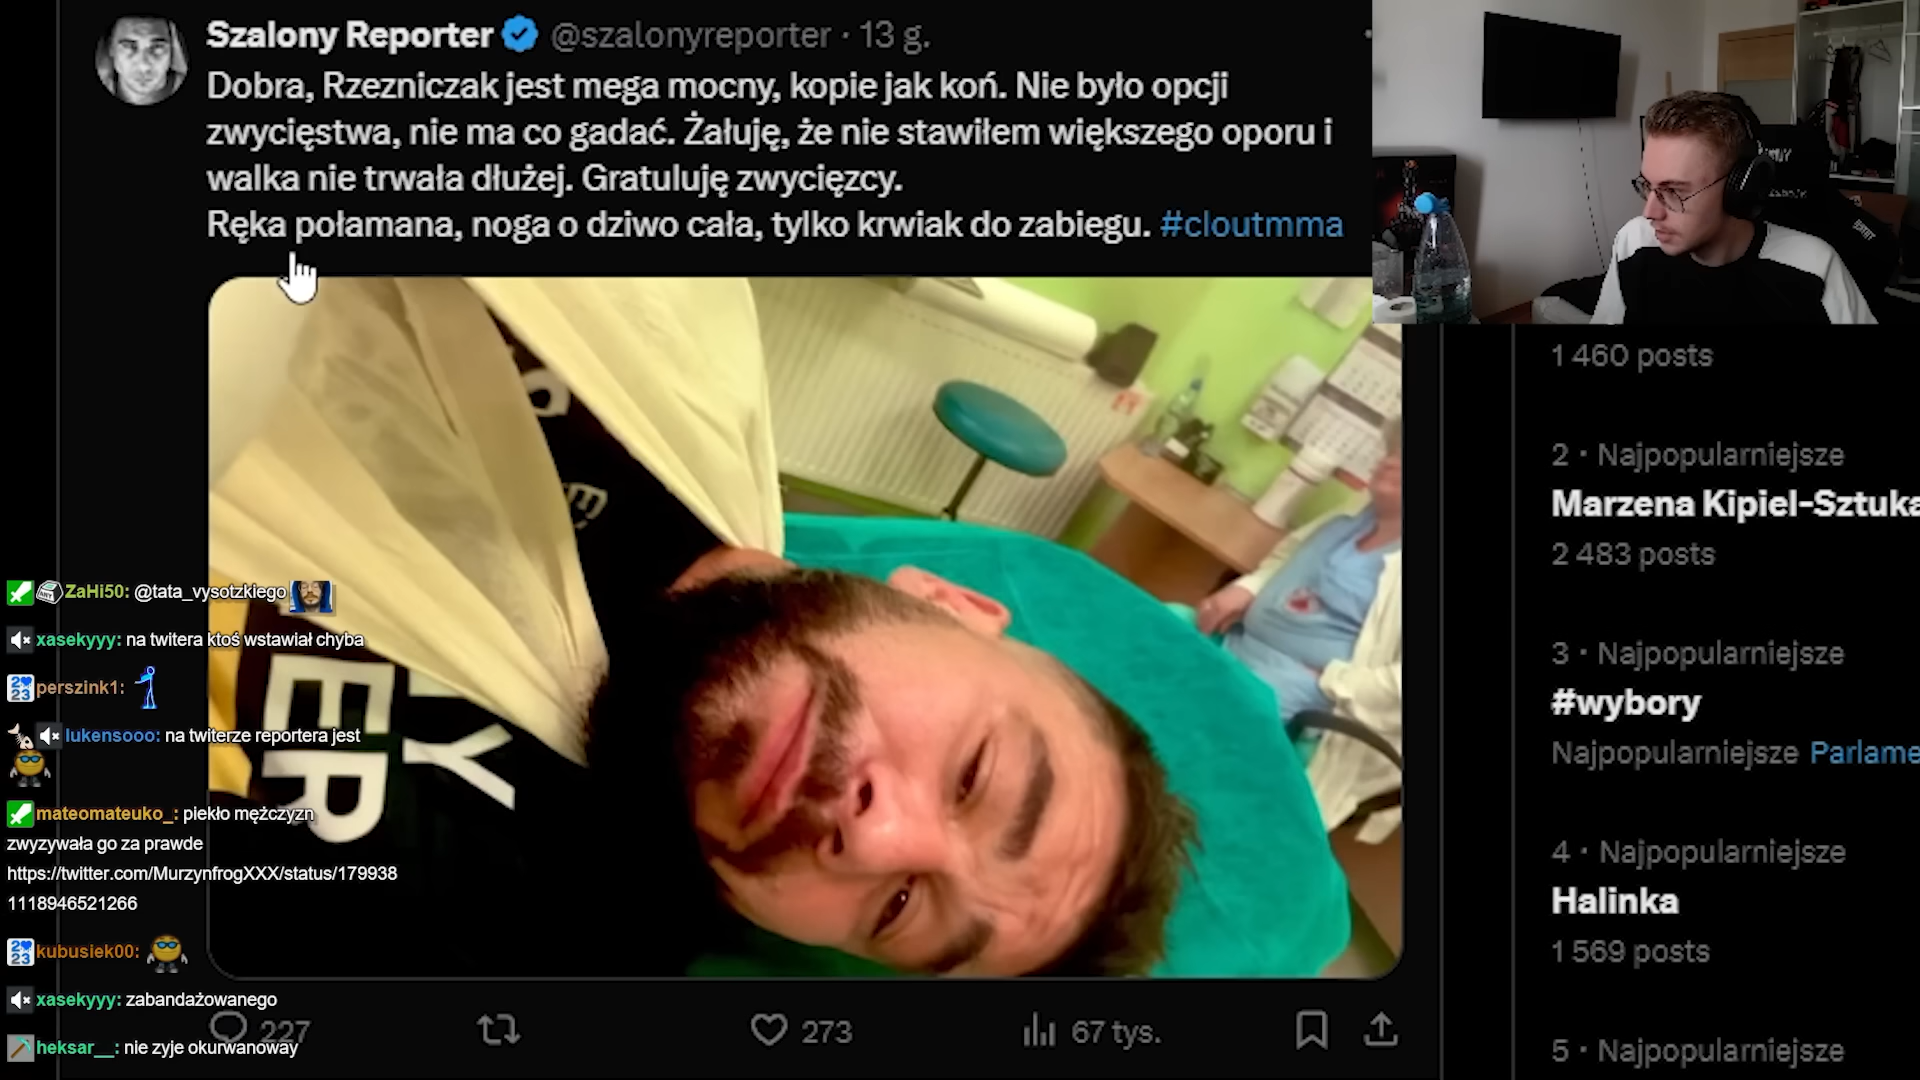 Szalony Reporter @szalonyreporter · 13 g.
Dobra, Rzezniczak jest mega mocny, kopie jak koń. Nie było opcji
zwycięstwa, nie ma co gadać. Żałuję, że nie stawiłem większego oporu i
walka nie trwała dłużej. Gratuluję zwycięzcy.
Ręka połamana, noga o dziwo cała, tylko krwiak do zabiegu. #cloutmma
ER
Y
227
273
67 tys.
1 460 posts
2 · Najpopularniejsze
Marzena Kipiel-Sztuka
2 483 posts
3 · Najpopularniejsze
#wybory
Najpopularniejsze Parlame
4 · Najpopularniejsze
Halinka
1 569 posts
5 · Najpopularniejsze
ZaHi50: @tata_vysotzkiego
xasekyyy: na twitera ktoś wstawiał chyba
perszink1:
lukensooo: na twiterze reportera jest
mateomateuko_: piekło mężczyzn
zwyzywała go za prawde
https://twitter.com/MurzynfrogXXX/status/179938
1118946521266
kubusiek00:
xasekyyy: zabandażowanego
heksar__: nie zyje okurwanoway